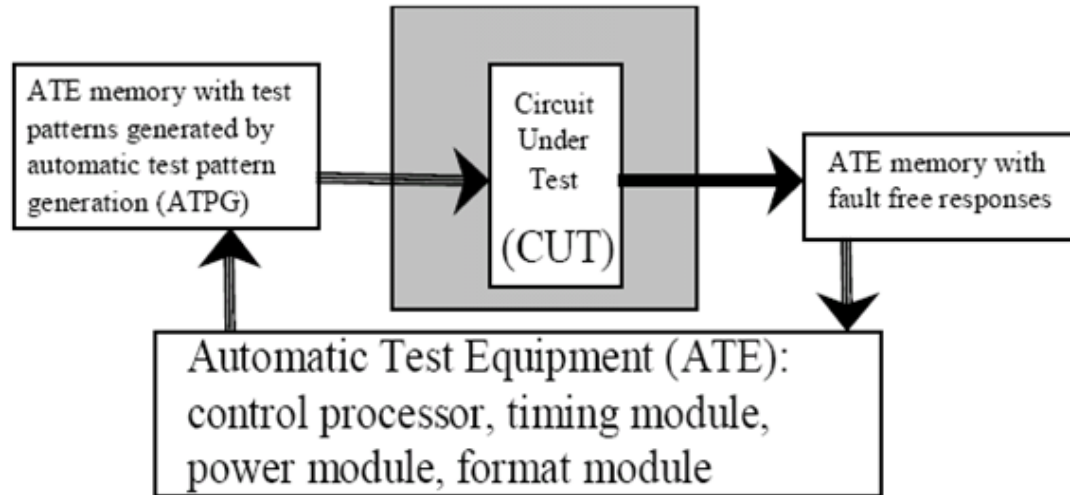 ATE memory with test
patterns generated by
automatic test pattern
generation (ATPG)
Circuit
Under
Test
(CUT)
ATE memory with
fault free responses
Automatic Test Equipment (ATE):
control processor, timing module,
power module, format module